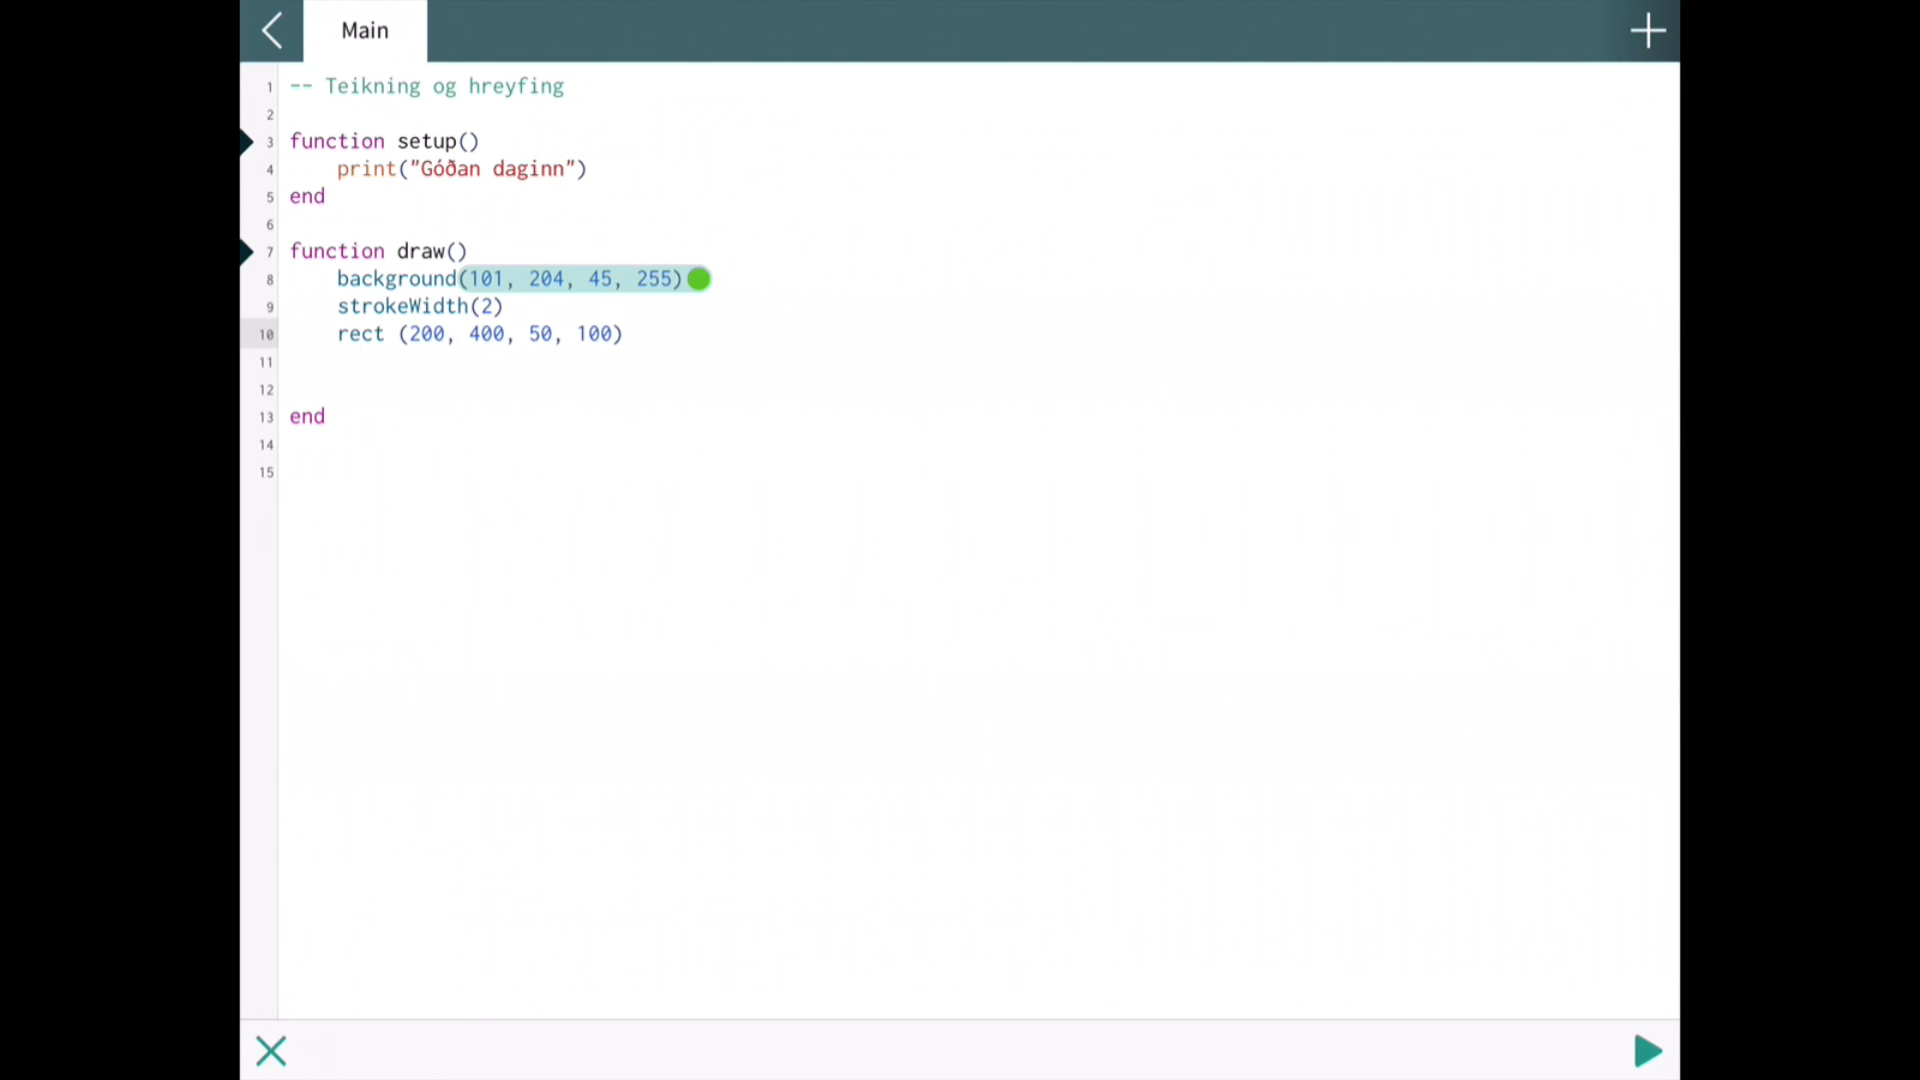 Main
1 -- Teikning og hreyfing
2
3 function setup()
4 print("Góðan daginn")
5 end
6
7 function draw()
8 background(101, 204, 45, 255)
9 strokeWidth(2)
10 rect (200, 400, 50, 100)
11
12
13 end
14
15